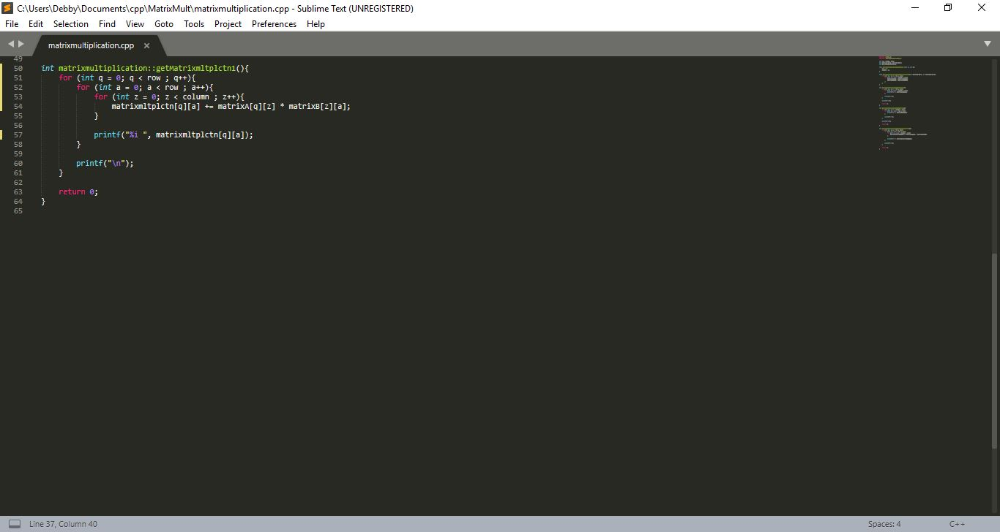 C:\Users\Debby\Documents\cpp\MatrixMult\matrixmultiplication.cpp - Sublime Text (UNREGISTERED)
File Edit Selection Find View Goto Tools Project Preferences Help
matrixmultiplication.cpp ×
49
50 int matrixmultiplication::getMatrixmltplctn1(){
51 for (int q = 0; q < row ; q++){
52 for (int a = 0; a < row ; a++){
53 for (int z = 0; z < column ; z++){
54 matrixmltplctn[q][a] += matrixA[q][z] * matrixB[z][a];
55 }
56
57 printf("%i ", matrixmltplctn[q][a]);
58 }
59
60 printf("\n");
61 }
62
63 return 0;
64 }
65
Line 37, Column 40 Spaces: 4 C++